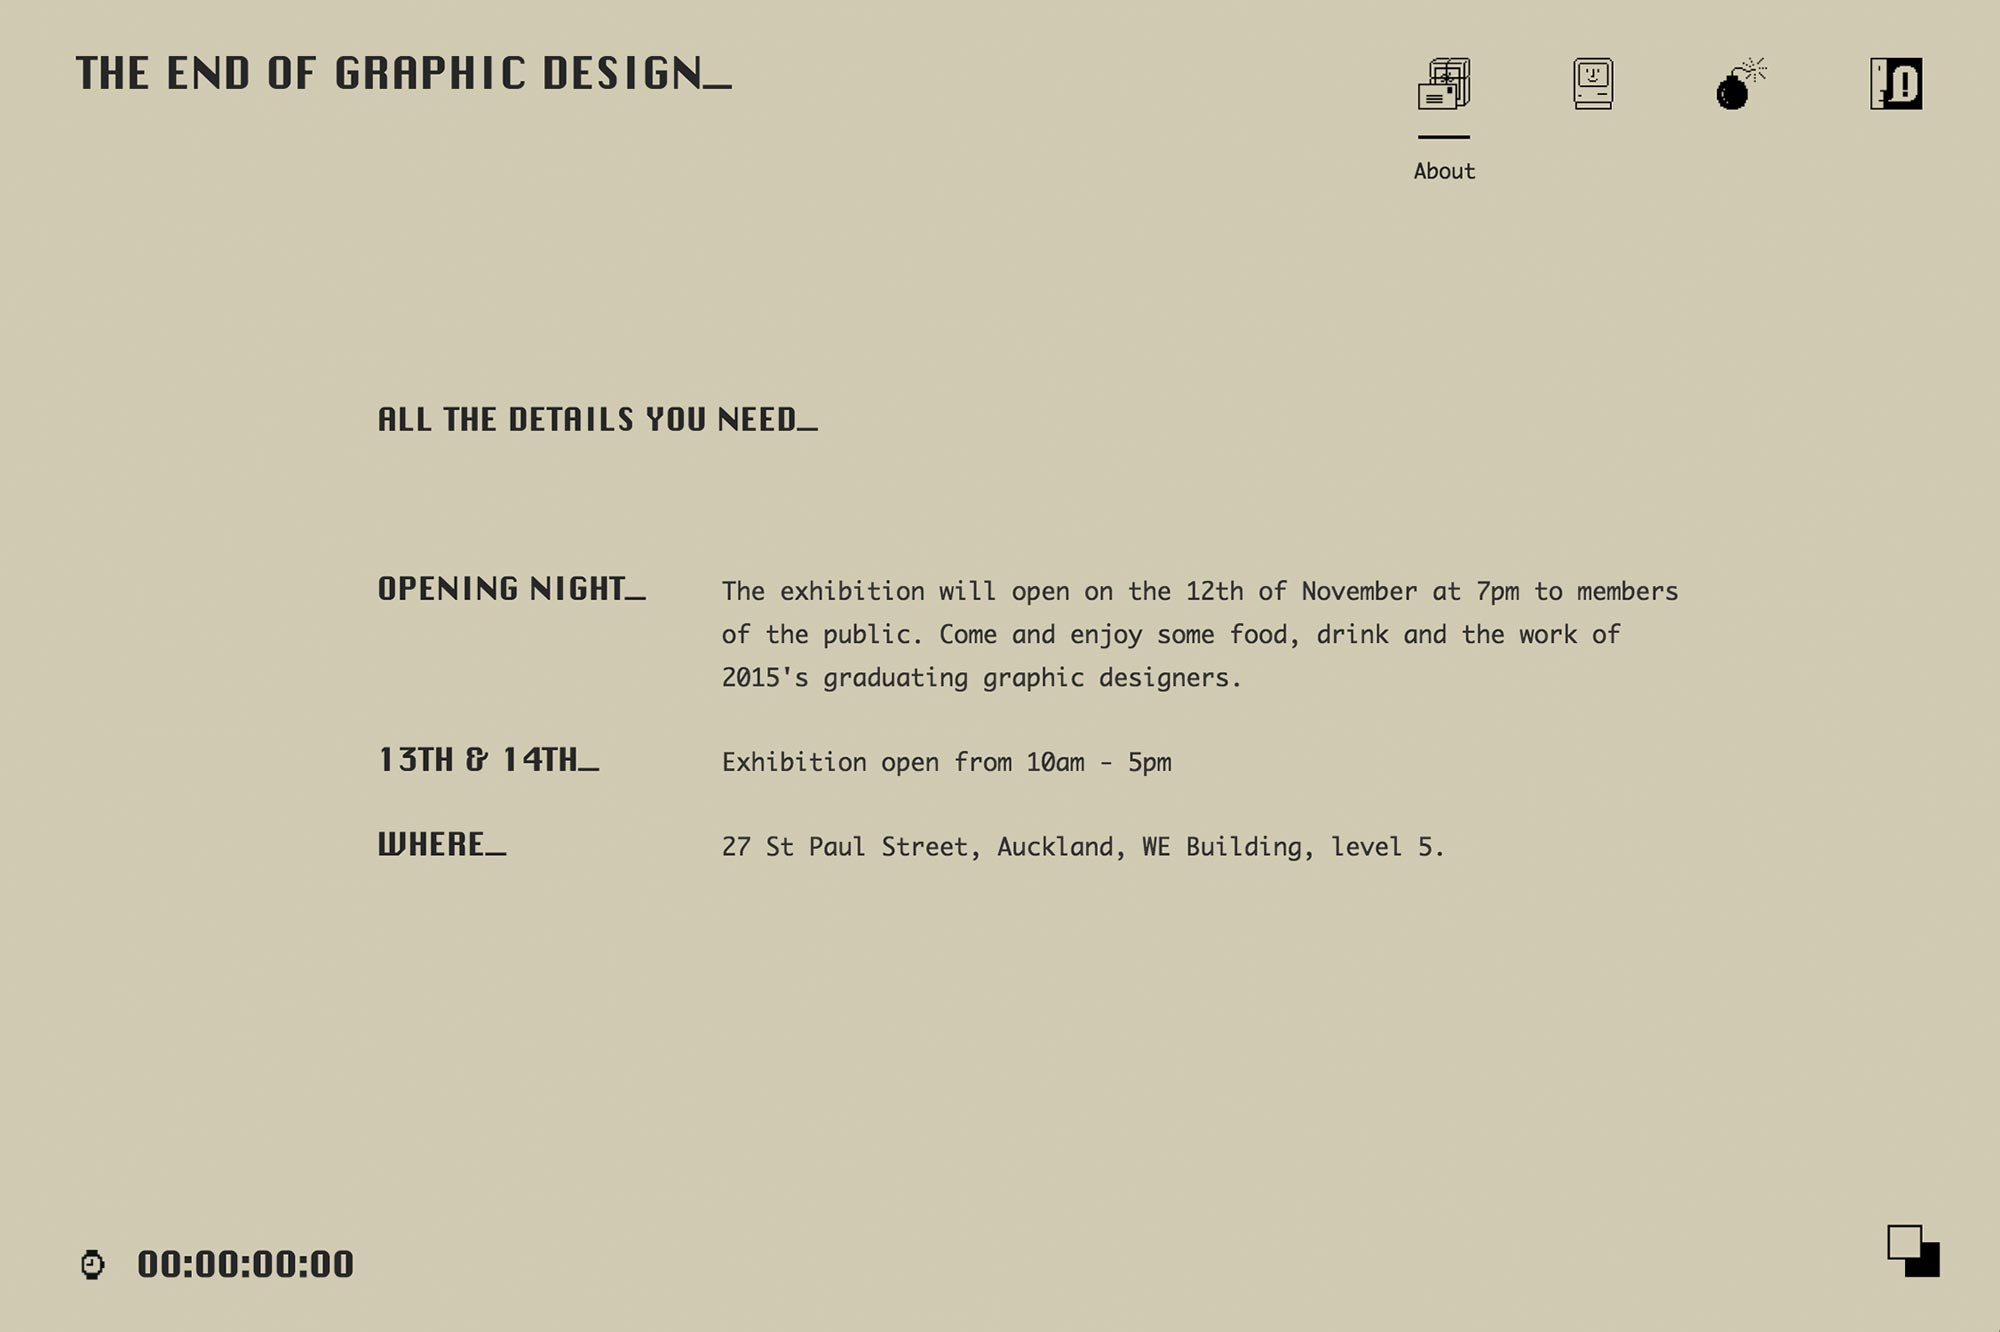 THE END OF GRAPHIC DESIGN_
About
ALL THE DETAILS YOU NEED_
OPENING NIGHT_
The exhibition will open on the 12th of November at 7pm to members
of the public. Come and enjoy some food, drink and the work of
2015's graduating graphic designers.
13TH & 14TH_
Exhibition open from 10am - 5pm
WHERE_
27 St Paul Street, Auckland, WE Building, level 5.
00:00:00:00